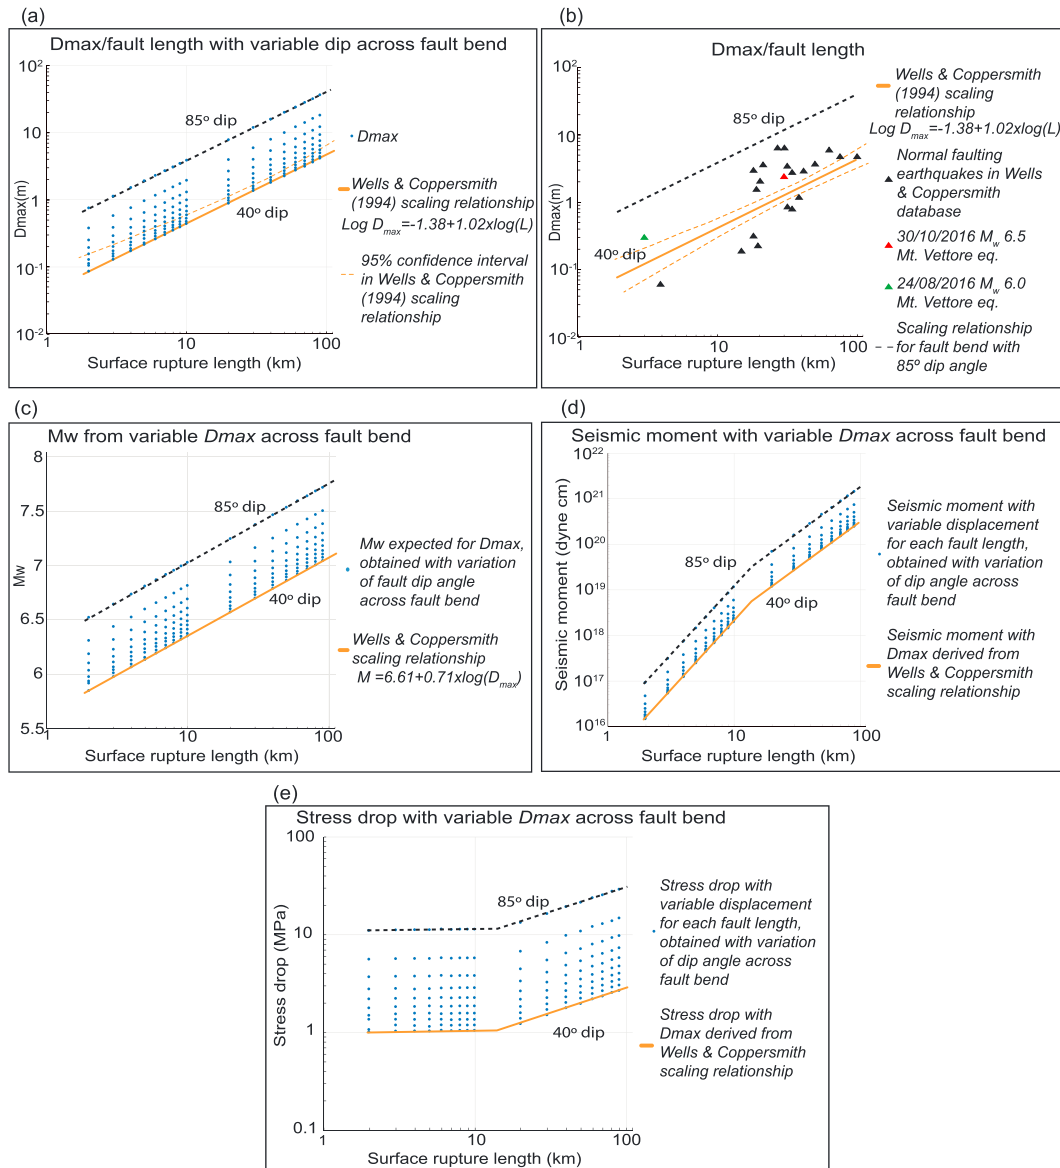 (a)
Dmax/fault length with variable dip across fault bend
10²
10
1
10⁻¹
10⁻²
Dmax(m)
85º dip
40º dip
1
10
100
Surface rupture length (km)
Dmax
Wells & Coppersmith
(1994) scaling relationship
Log Dmax=-1.38+1.02xlog(L)
95% confidence interval
in Wells & Coppersmith
(1994) scaling
relationship
(b)
Dmax/fault length
10²
10
1
10⁻¹
10⁻²
Dmax(m)
85º dip
40º dip
1
10
100
Surface rupture length (km)
Wells & Coppersmith
(1994) scaling
relationship
Log Dmax=-1.38+1.02xlog(L)
Normal faulting
earthquakes in Wells
& Coppersmith
database
30/10/2016 Mw 6.5
Mt. Vettore eq.
24/08/2016 Mw 6.0
Mt. Vettore eq.
Scaling relationship
for fault bend with
85º dip angle
(c)
Mw from variable Dmax across fault bend
8
7.5
7
6.5
6
5.5
Mw
85º dip
40º dip
1
10
100
Surface rupture length (km)
Mw expected for Dmax,
obtained with variation
of fault dip angle
across fault bend
Wells & Coppersmith
scaling relationship
M =6.61+0.71xlog(Dmax)
(d)
Seismic moment with variable Dmax across fault bend
10²²
10²¹
10²⁰
10¹⁹
10¹⁸
10¹⁷
10¹⁶
Seismic moment (dyne cm)
85º dip
40º dip
1
10
100
Surface rupture length (km)
Seismic moment with
variable displacement
for each fault length,
obtained with variation
of dip angle across
fault bend
Seismic moment with
Dmax derived from
Wells & Coppersmith
scaling relationship
(e)
Stress drop with variable Dmax across fault bend
100
10
1
0.1
Stress drop (MPa)
85º dip
40º dip
1
10
100
Surface rupture length (km)
Stress drop with
variable displacement
for each fault length,
obtained with variation
of dip angle across
fault bend
Stress drop with
Dmax derived from
Wells & Coppersmith
scaling relationship